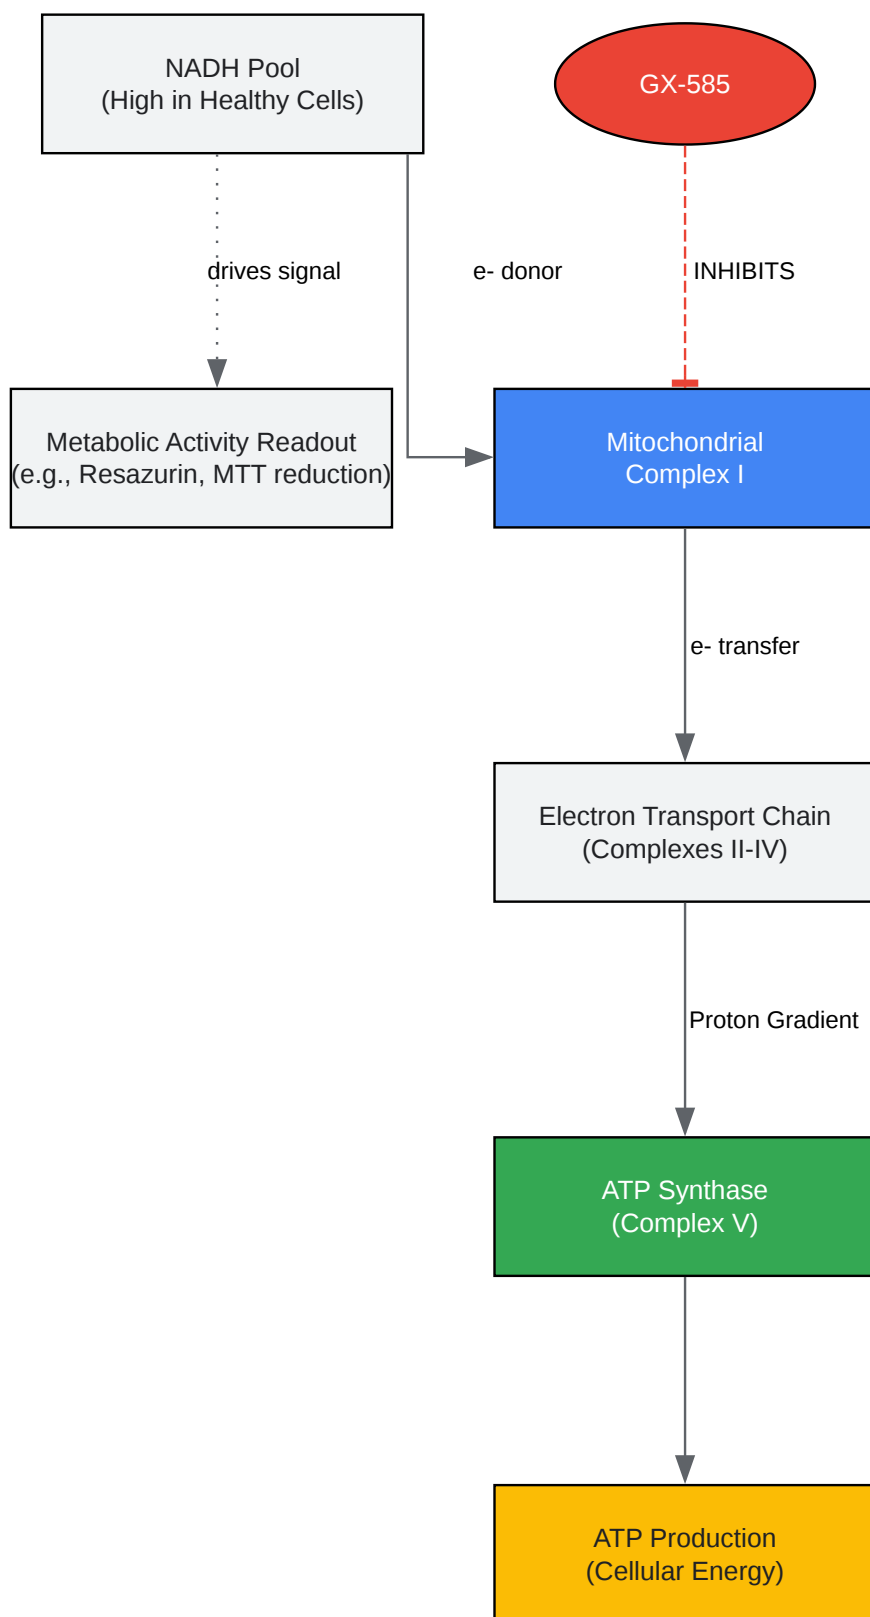 NADH Pool
(High in Healthy Cells)
GX-585
drives signal
e- donor
INHIBITS
Metabolic Activity Readout
(e.g., Resazurin, MTT reduction)
Mitochondrial
Complex I
e- transfer
Electron Transport Chain
(Complexes II-IV)
Proton Gradient
ATP Synthase
(Complex V)
ATP Production
(Cellular Energy)